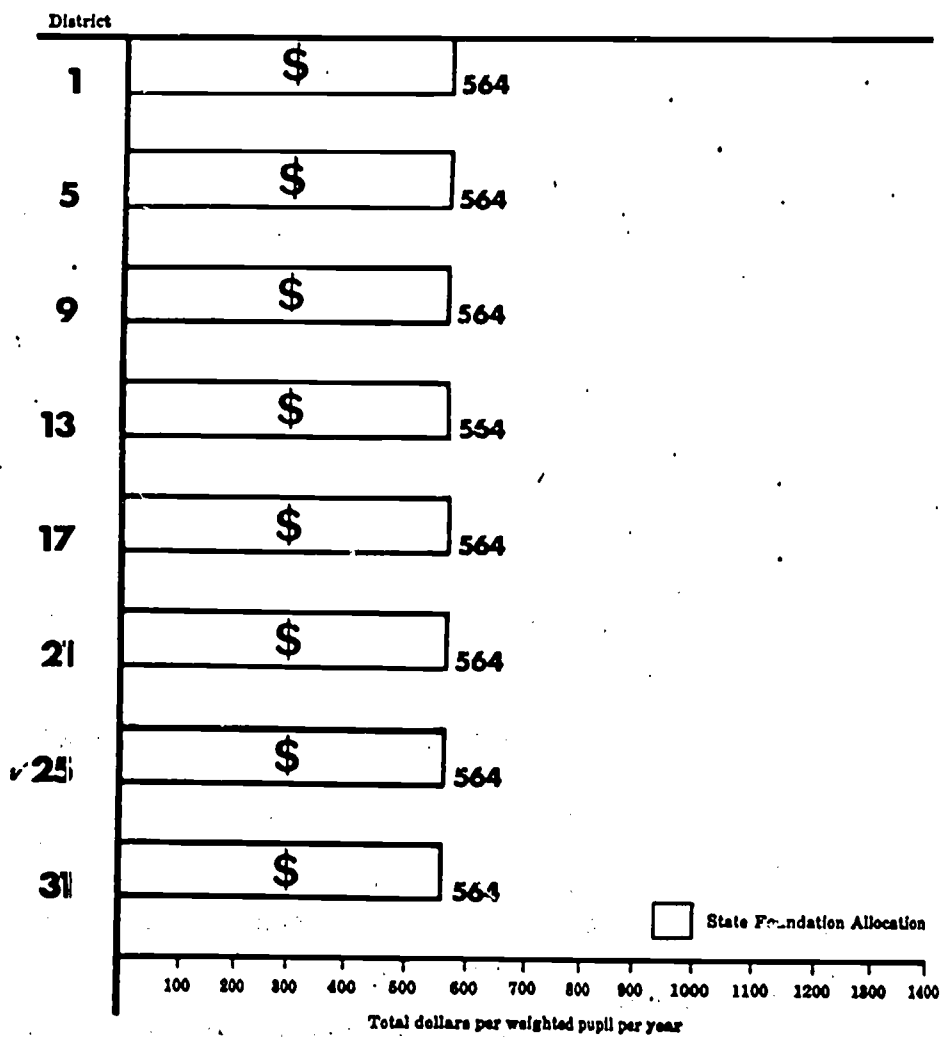 District
1 $ 564
5 $ 564
9 $ 564
13 $ 554
17 $ 564
21 $ 564
25 $ 564
31 $ 564
State Foundation Allocation
100 200 300 400 500 600 700 800 900 1000 1100 1200 1300 1400
Total dollars per weighted pupil per year